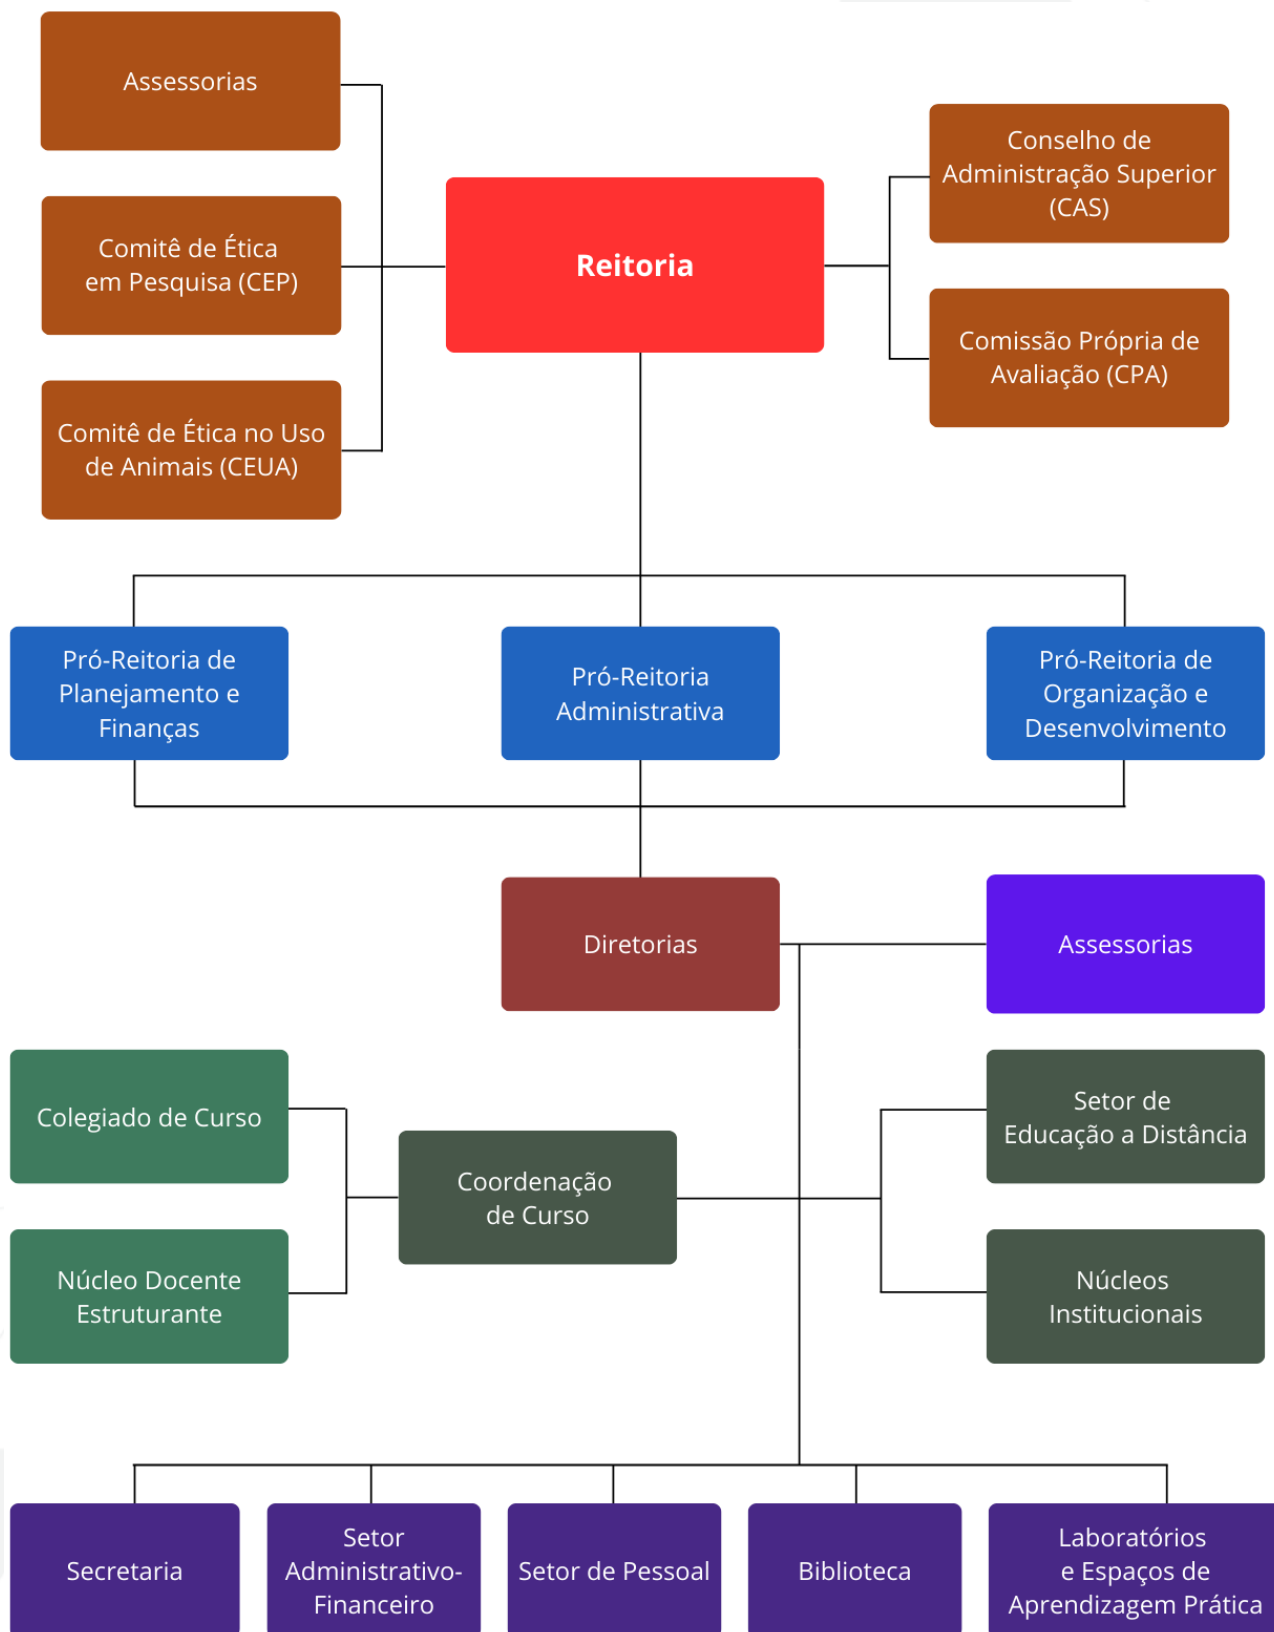 Assessorias
Conselho de
Administração Superior
(CAS)
Comitê de Ética
em Pesquisa (CEP)
Reitoria
Comissão Própria de
Avaliação (CPA)
Comitê de Ética no Uso
de Animais (CEUA)
Pró-Reitoria de
Planejamento e
Finanças
Pró-Reitoria
Administrativa
Pró-Reitoria de
Organização e
Desenvolvimento
Diretorias
Assessorias
Colegiado de Curso
Coordenação
de Curso
Setor de
Educação a Distância
Núcleo Docente
Estruturante
Núcleos
Institucionais
Secretaria
Setor
Administrativo-
Financeiro
Setor de Pessoal
Biblioteca
Laboratórios
e Espaços de
Aprendizagem Prática